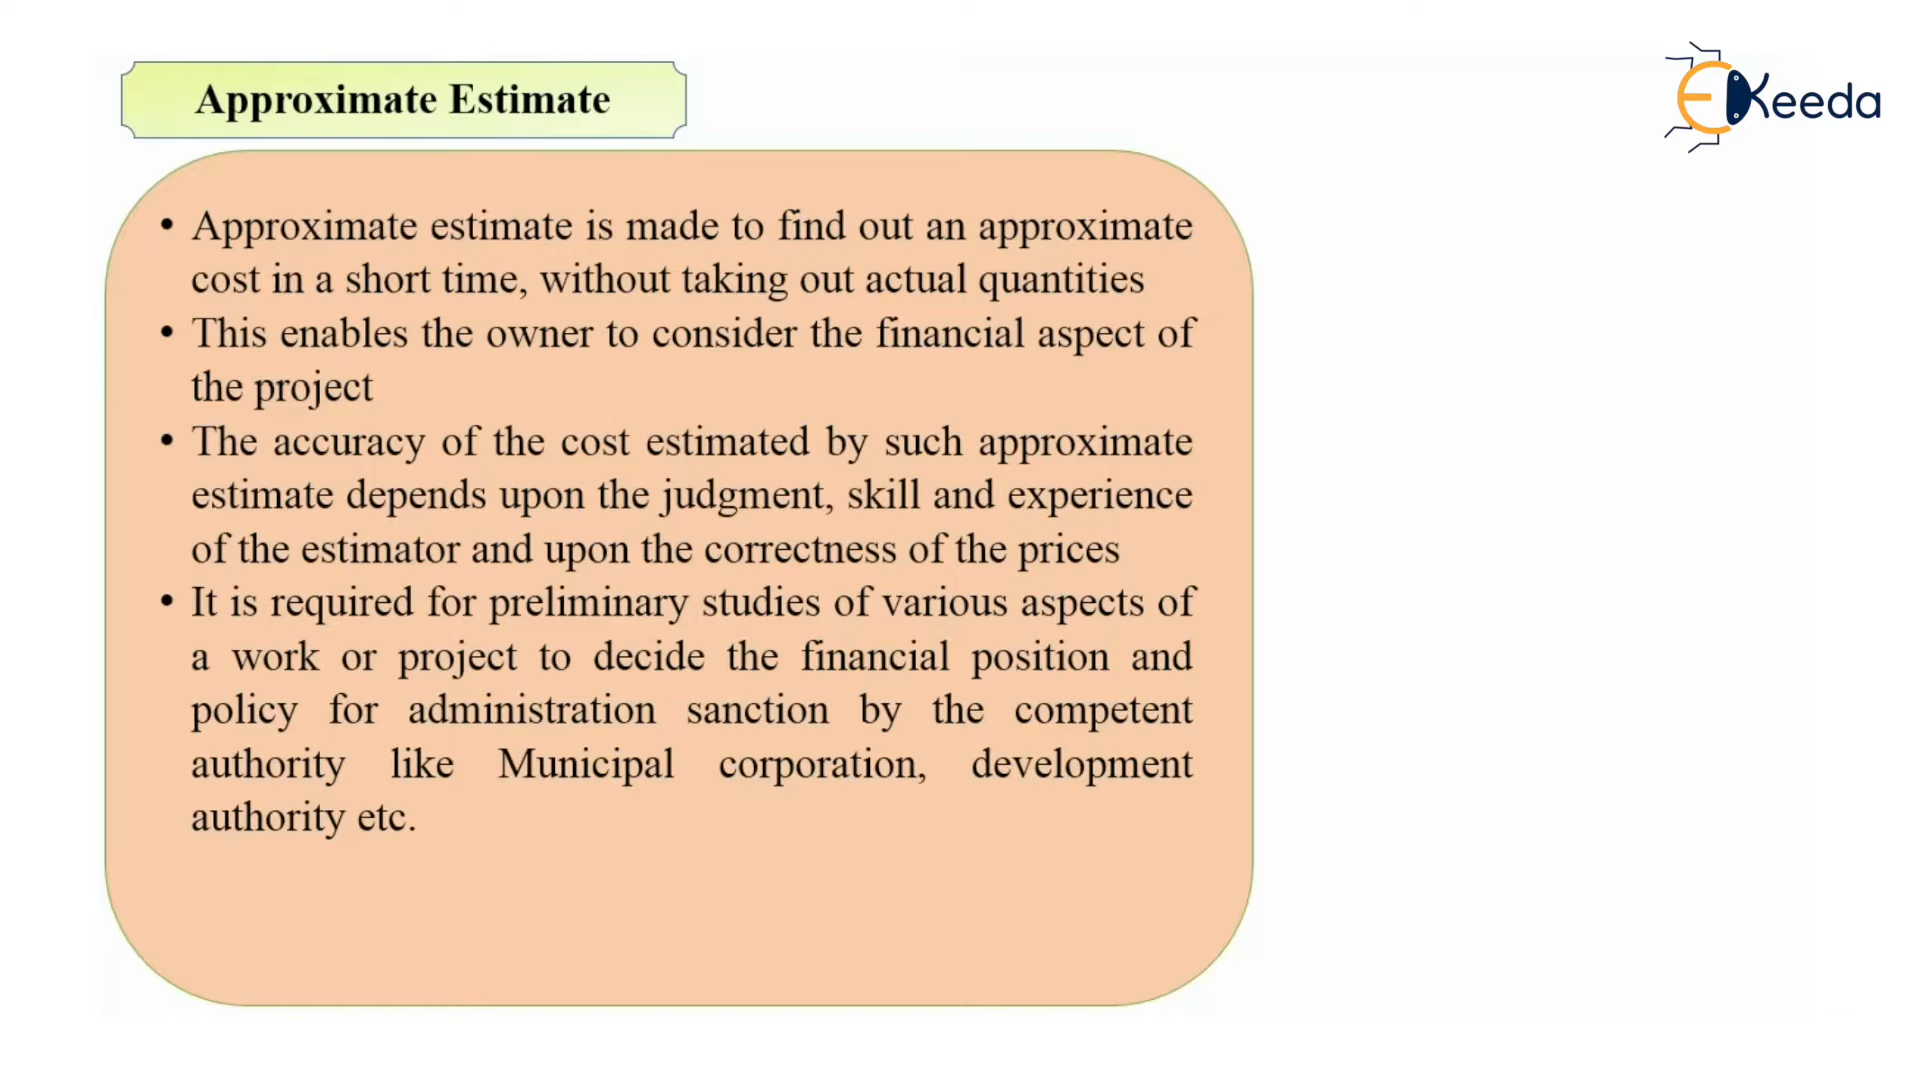 Approximate Estimate
EKeeda
• Approximate estimate is made to find out an approximate
cost in a short time, without taking out actual quantities
• This enables the owner to consider the financial aspect of
the project
• The accuracy of the cost estimated by such approximate
estimate depends upon the judgment, skill and experience
of the estimator and upon the correctness of the prices
• It is required for preliminary studies of various aspects of
a work or project to decide the financial position and
policy for administration sanction by the competent
authority like Municipal corporation, development
authority etc.